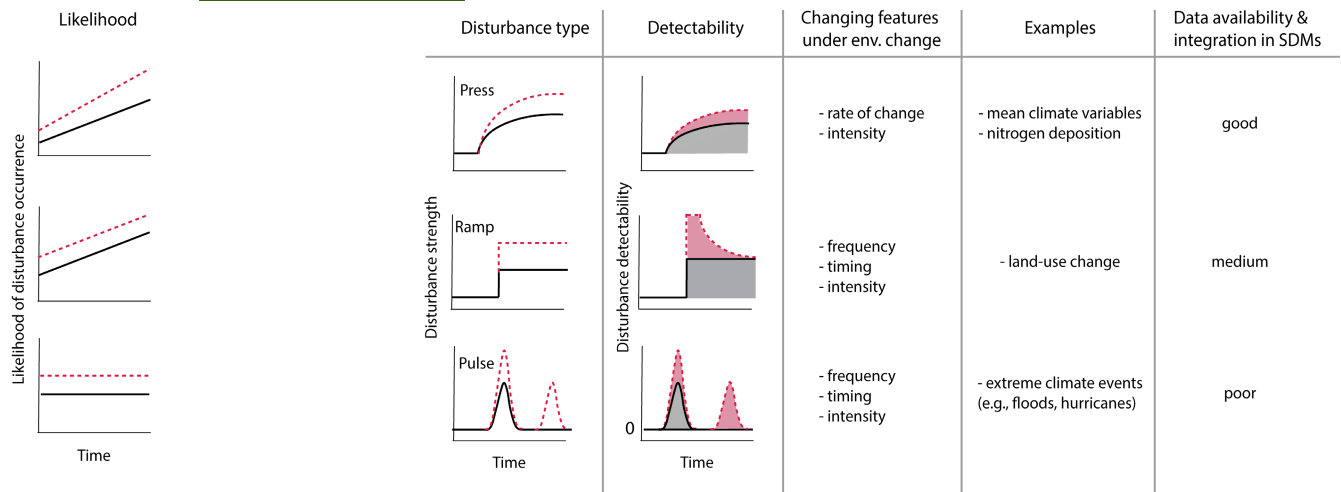 Likelihood
Likelihood of disturbance occurrence
Time
Disturbance type
Detectability
Changing features
under env. change
Examples
Data availability &
integration in SDMs
Disturbance strength
Disturbance detectability
Press
- rate of change
- intensity
- mean climate variables
- nitrogen deposition
good
Ramp
- frequency
- timing
- intensity
- land-use change
medium
Pulse
0
- frequency
- timing
- intensity
- extreme climate events
(e.g., floods, hurricanes)
poor
Time
Time